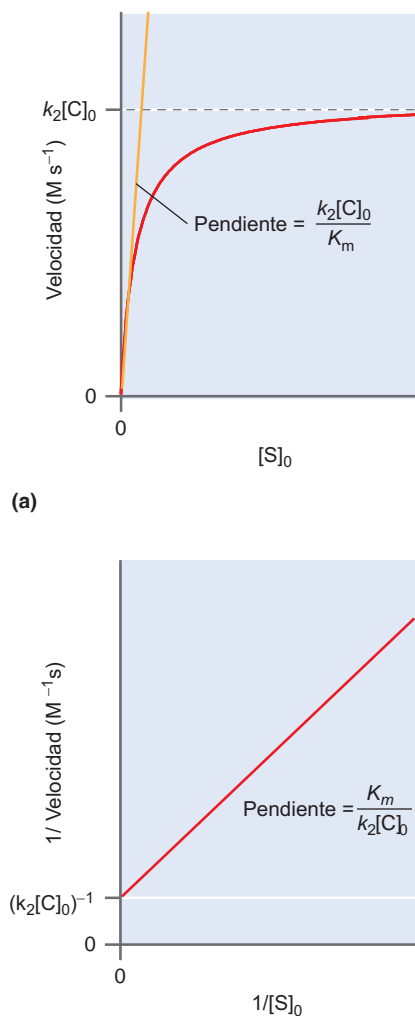 k₂[C]₀
Velocidad (M s⁻¹)
Pendiente = k₂[C]₀ / Kₘ
0
0
[S]₀
(a)
1/ Velocidad (M⁻¹s)
Pendiente = Kₘ / k₂[C]₀
(k₂[C]₀)⁻¹
0
0
1/[S]₀